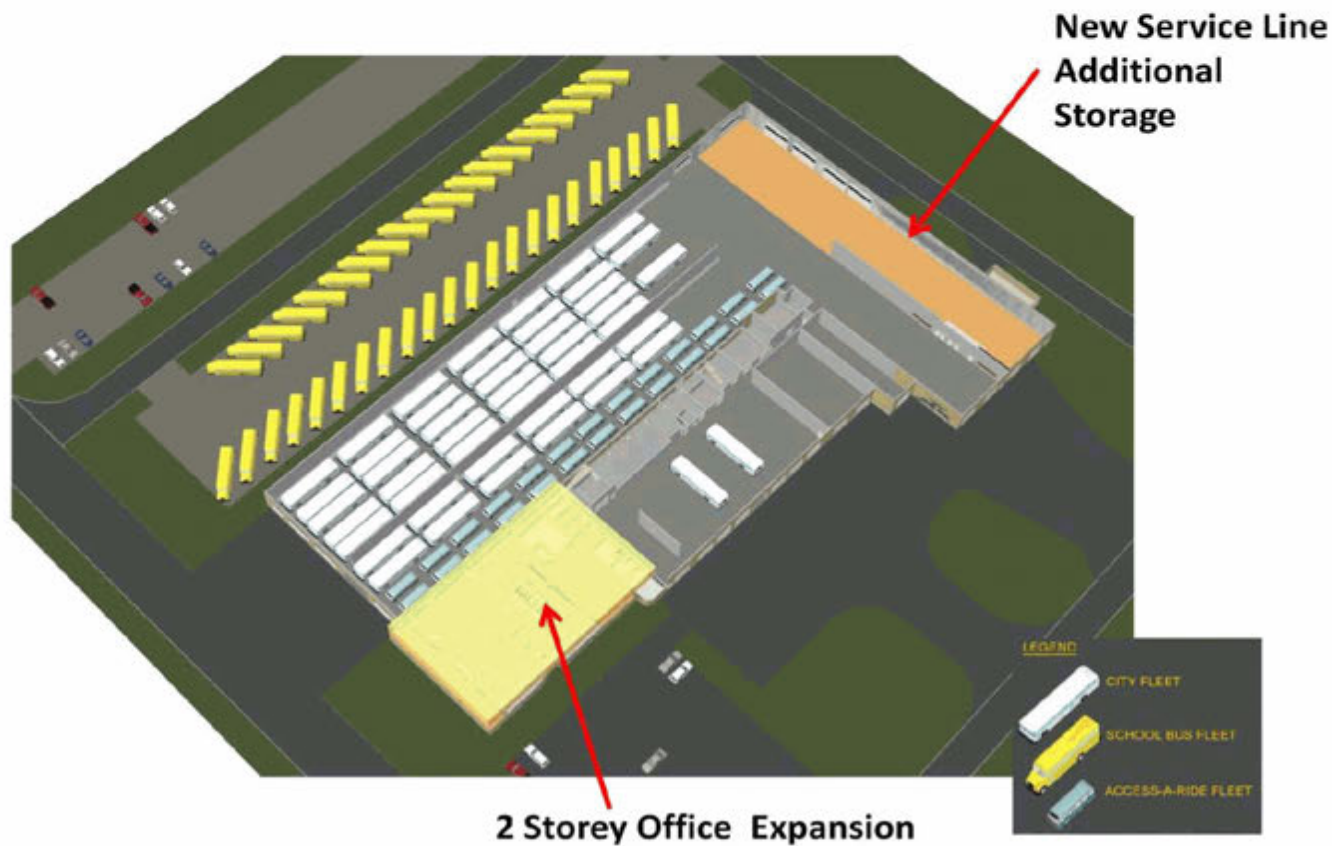 New Service Line
Additional
Storage
LEGEND
CITY FLEET
SCHOOL BUS FLEET
ACCESS-A-RIDE FLEET
2 Storey Office Expansion